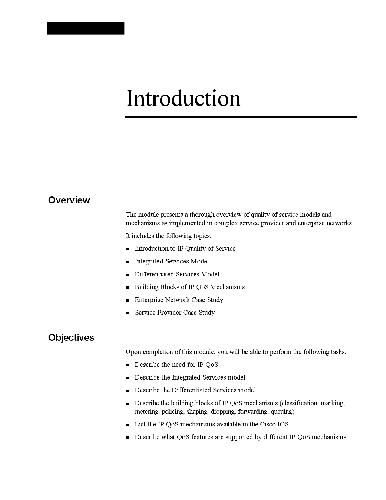 Introduction
Overview
The module presents a thorough overview of quality of service models and
mechanisms as implemented in complex service provider and enterprise networks.
It includes the following topics:
■ Introduction to IP Quality of Service
■ Integrated Services Model
■ Differentiated Services Model
■ Building Blocks of IP QoS Mechanisms
■ Enterprise Network Case Study
■ Service Provider Case Study
Objectives
Upon completion of this module, you will be able to perform the following tasks:
■ Describe the need for IP QoS
■ Describe the Integrated Services model
■ Describe the Differentiated Services model
■ Describe the building blocks of IP QoS mechanisms (classification, marking,
metering, policing, shaping, dropping, forwarding, queuing)
■ List the IP QoS mechanisms available in the Cisco IOS
■ Describe what QoS features are supported by different IP QoS mechanisms